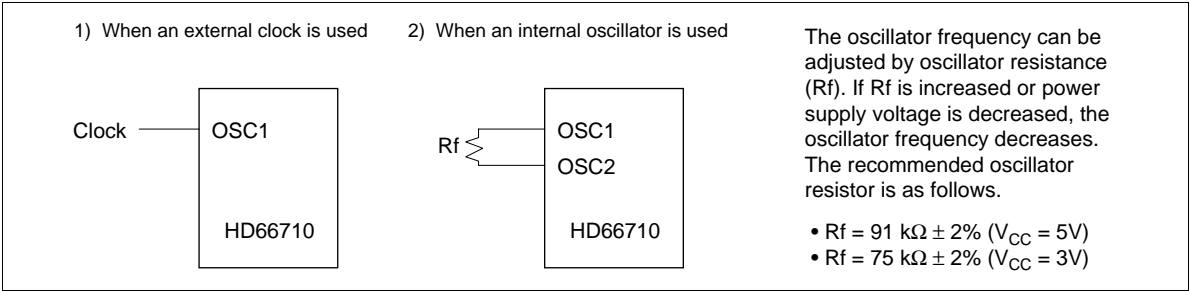 1) When an external clock is used
Clock
OSC1
HD66710
2) When an internal oscillator is used
Rf
OSC1
OSC2
HD66710
The oscillator frequency can be
adjusted by oscillator resistance
(Rf). If Rf is increased or power
supply voltage is decreased, the
oscillator frequency decreases.
The recommended oscillator
resistor is as follows.
• Rf = 91 kΩ ± 2% (VCC = 5V)
• Rf = 75 kΩ ± 2% (VCC = 3V)